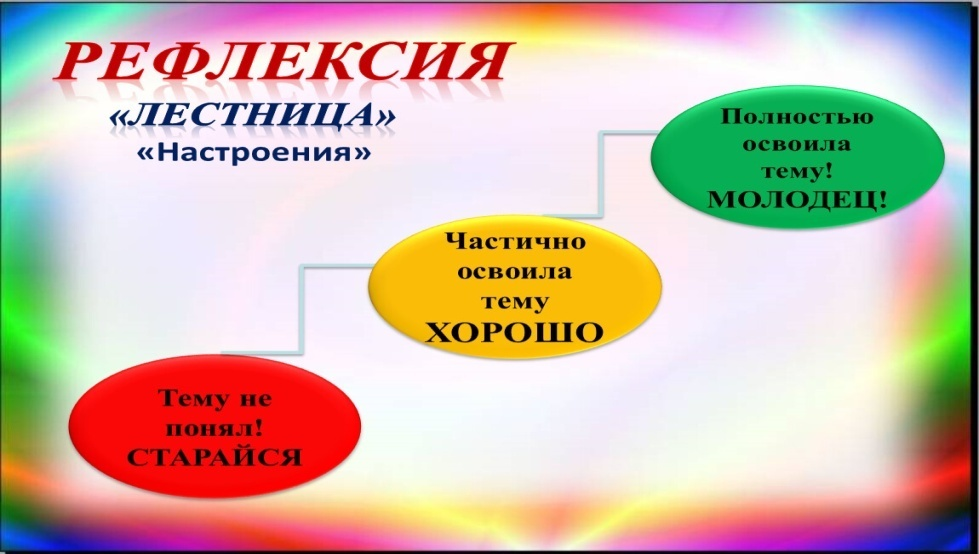 РЕФЛЕКСИЯ
«ЛЕСТНИЦА»
«Настроения»
Полностью
освоила
тему!
МОЛОДЕЦ!
Частично
освоила
тему
ХОРОШО
Тему не
понял!
СТАРАЙСЯ